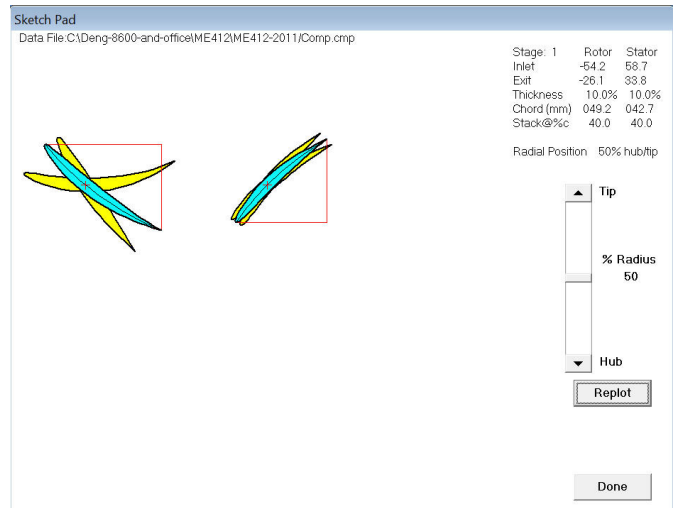 Sketch Pad
Data File:C:\Deng-8600-and-office\ME412\ME412-2011/Comp.cmp
Stage: 1 Rotor Stator
Inlet -54.2 58.7
Exit -26.1 33.8
Thickness 10.0% 10.0%
Chord (mm) 049.2 042.7
Stack@%c 40.0 40.0
Radial Position 50% hub/tip
Tip
% Radius
50
Hub
Replot
Done